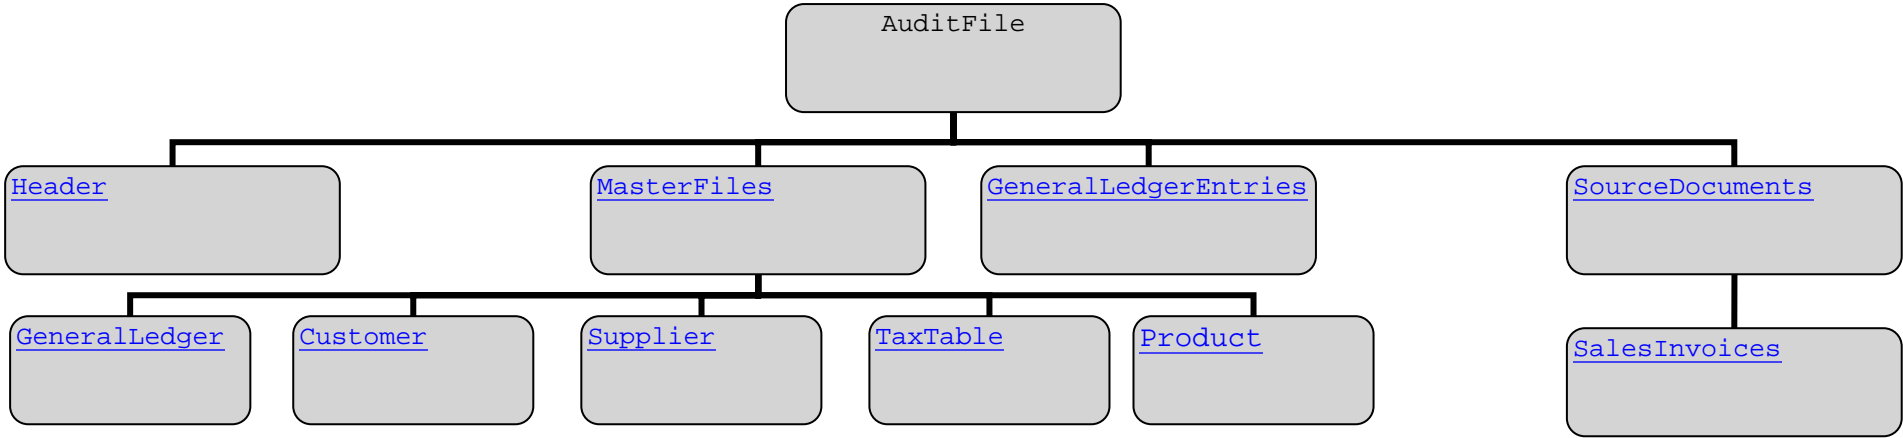 AuditFile
Header
MasterFiles
GeneralLedgerEntries
SourceDocuments
GeneralLedger
Customer
Supplier
TaxTable
Product
SalesInvoices